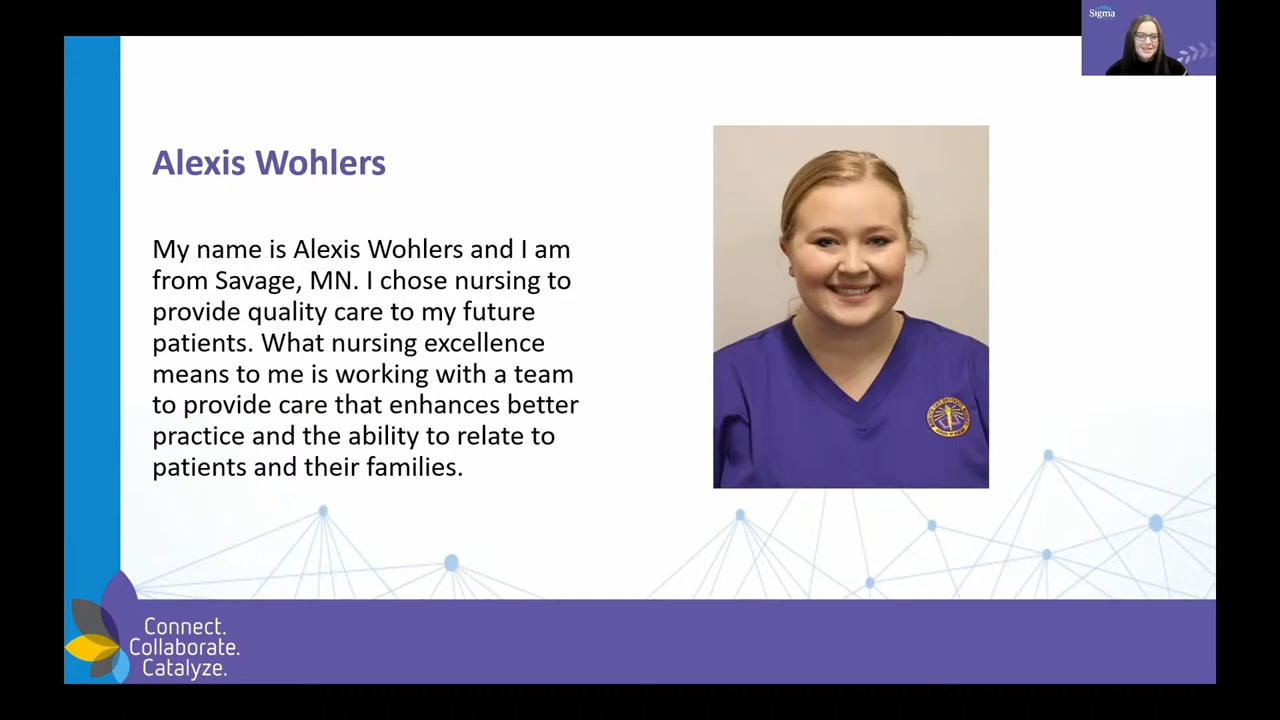 Sigma
Alexis Wohlers
My name is Alexis Wohlers and I am
from Savage, MN. I chose nursing to
provide quality care to my future
patients. What nursing excellence
means to me is working with a team
to provide care that enhances better
practice and the ability to relate to
patients and their families.
Connect.
Collaborate.
Catalyze.